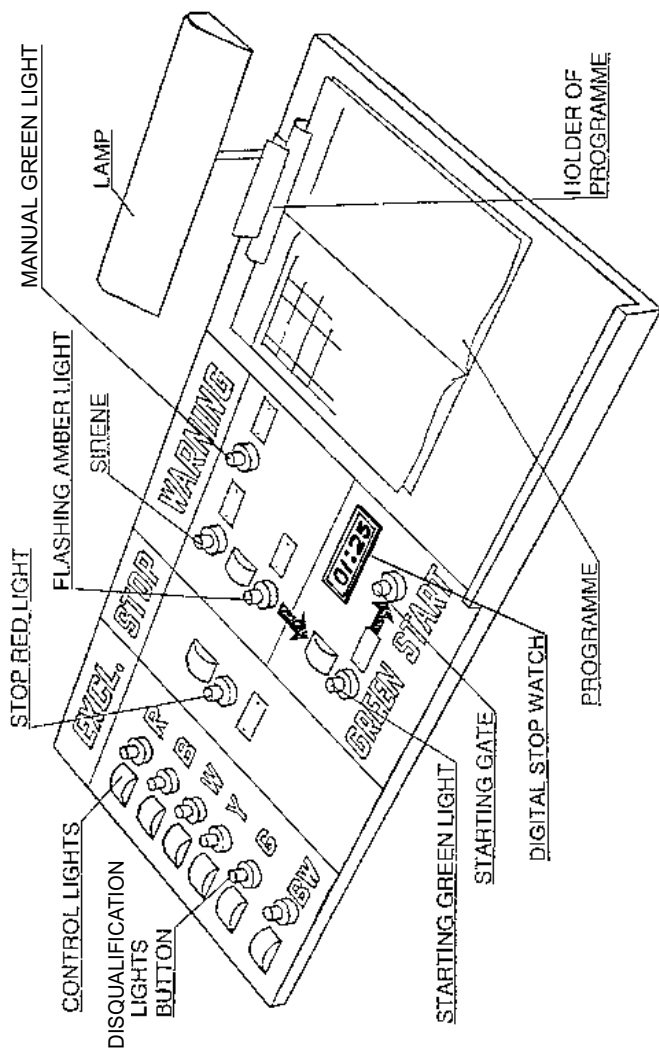 STOP RED LIGHT
FLASHING AMBER LIGHT
SIRENE
MANUAL GREEN LIGHT
LAMP
CONTROL LIGHTS
DISQUALIFICATION
LIGHTS
BUTTON
EXCL.
STOP
WARNING
R
B
W
Y
G
BW
01:25
GREEN START
HOLDER OF
PROGRAMME
STARTING GREEN LIGHT
STARTING GATE
DIGITAL STOP WATCH
PROGRAMME